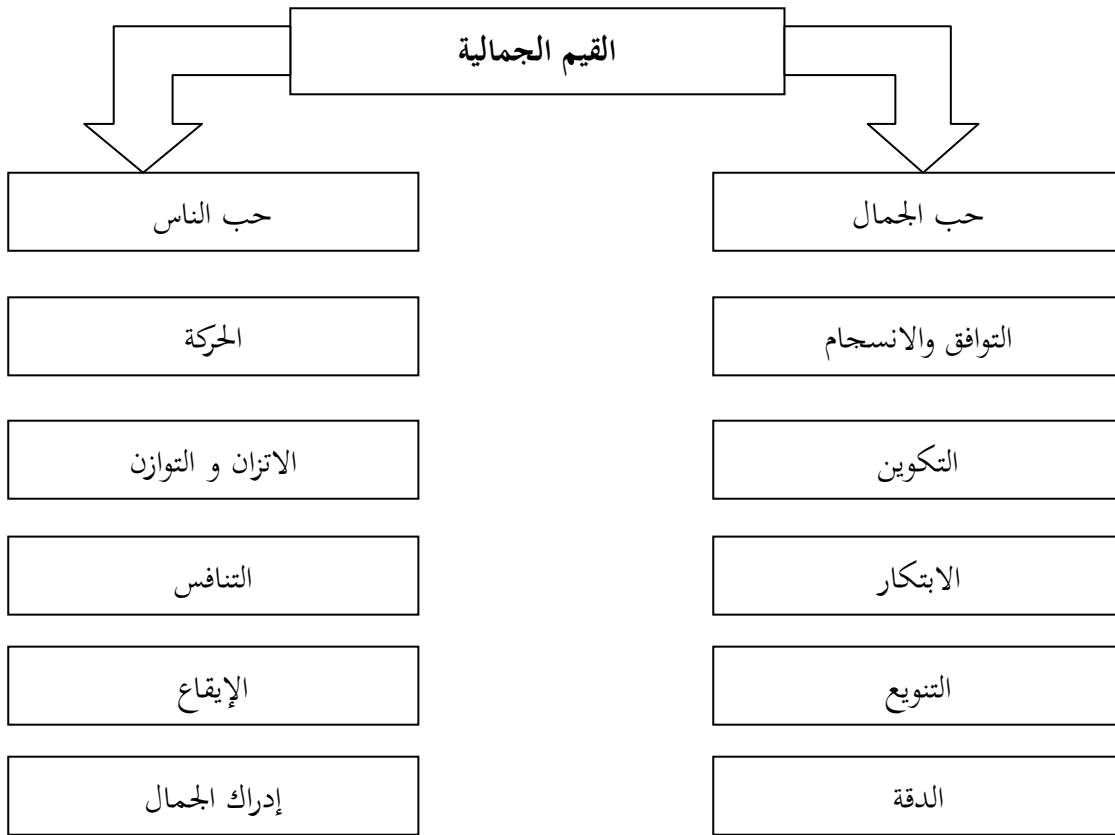 القيم الجمالية
حب الجمال
حب الناس
التوافق والانسجام
الحركة
التكوين
الاتزان و التوازن
الابتكار
التنافس
التنويع
الإيقاع
الدقة
إدراك الجمال